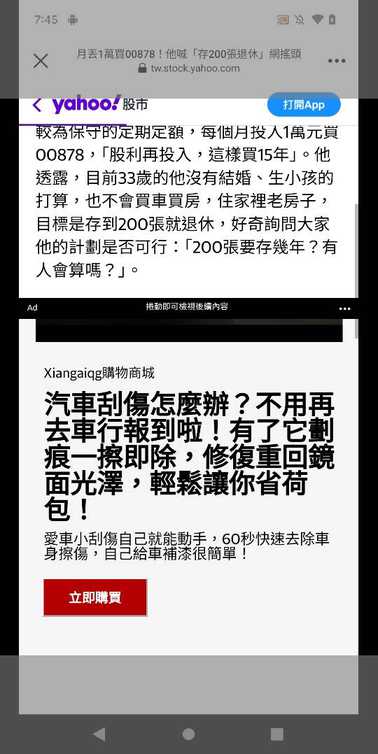 7:45
月丟1萬買00878！他喊「存200張退休」網搖頭
tw.stock.yahoo.com
yahoo!股市
打開App
較為保守的定期定額，每個月投入1萬元買
00878，「股利再投入，這樣買15年」。他
透露，目前33歲的他沒有結婚、生小孩的
打算，也不會買車買房，住家裡老房子，
目標是存到200張就退休，好奇詢問大家
他的計劃是否可行：「200張要存幾年？有
人會算嗎？」。
Ad
捲動即可檢視後續內容
Xiangaiqg購物商城
汽車刮傷怎麼辦？不用再
去車行報到啦！有了它劃
痕一擦即除，修復重回鏡
面光澤，輕鬆讓你省荷
包！
愛車小刮傷自己就能動手，60秒快速去除車
身擦傷，自己給車補漆很簡單！
立即購買